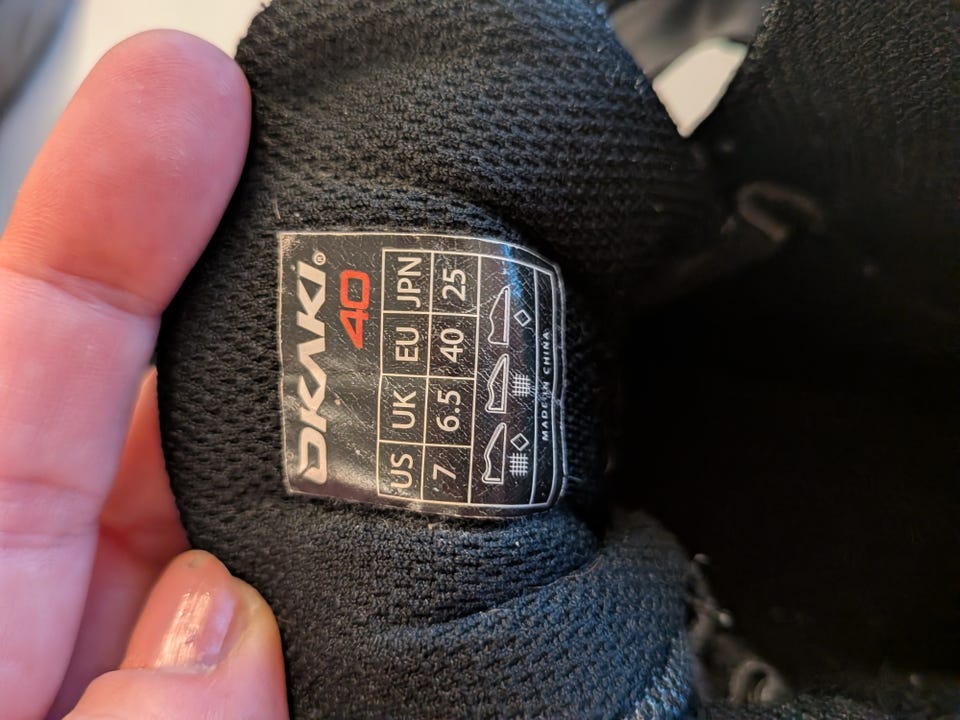 DKAKI®
40
US UK EU JPN
7 6.5 40 25
MADE IN CHINA